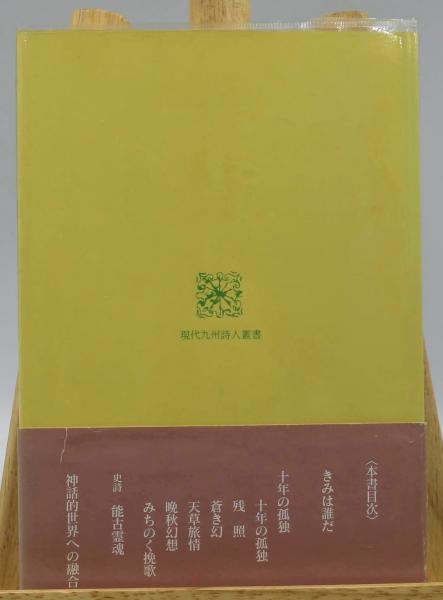 現代九州詩人叢書
〈本書目次〉
きみは誰だ
十年の孤独
十年の孤独
残照
蒼き幻
天草旅情
晩秋幻想
みちのく挽歌
史詩 能古霊魂
神話的世界への融合